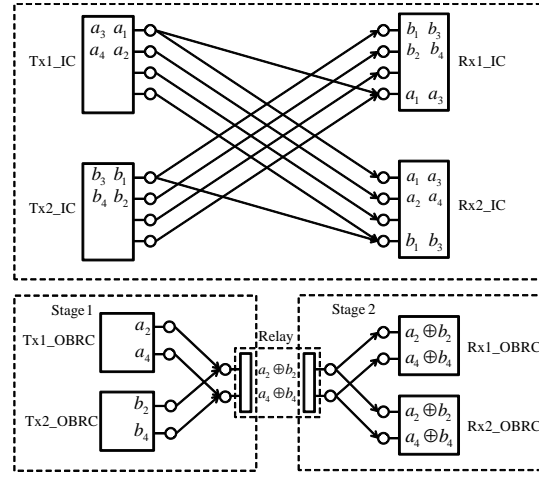 Tx1_IC
a₃ a₁
a₄ a₂
b₁ b₃
b₂ b₄
a₁ a₃
Rx1_IC
Tx2_IC
b₃ b₁
b₄ b₂
a₁ a₃
a₂ a₄
b₁ b₃
Rx2_IC
Stage 1
Tx1_OBRC
a₂
a₄
Tx2_OBRC
b₂
b₄
Relay
a₂⊕b₂
a₄⊕b₄
Stage 2
a₂⊕b₂
a₄⊕b₄
Rx1_OBRC
a₂⊕b₂
a₄⊕b₄
Rx2_OBRC